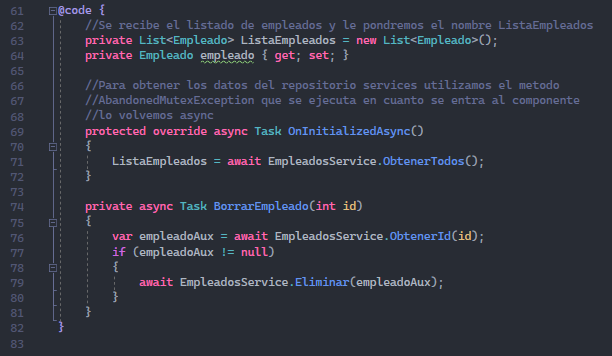 61 @code {
62 //Se recibe el listado de empleados y le pondremos el nombre ListaEmpleados
63 private List<Empleado> ListaEmpleados = new List<Empleado>();
64 private Empleado empleado { get; set; }
65
66 //Para obtener los datos del repositorio services utilizamos el metodo
67 //AbandonedMutexException que se ejecuta en cuanto se entra al componente
68 //lo volvemos async
69 protected override async Task OnInitializedAsync()
70 {
71 ListaEmpleados = await EmpleadosService.ObtenerTodos();
72 }
73
74 private async Task BorrarEmpleado(int id)
75 {
76 var empleadoAux = await EmpleadosService.ObtenerId(id);
77 if (empleadoAux != null)
78 {
79 await EmpleadosService.Eliminar(empleadoAux);
80 }
81 }
82 }
83